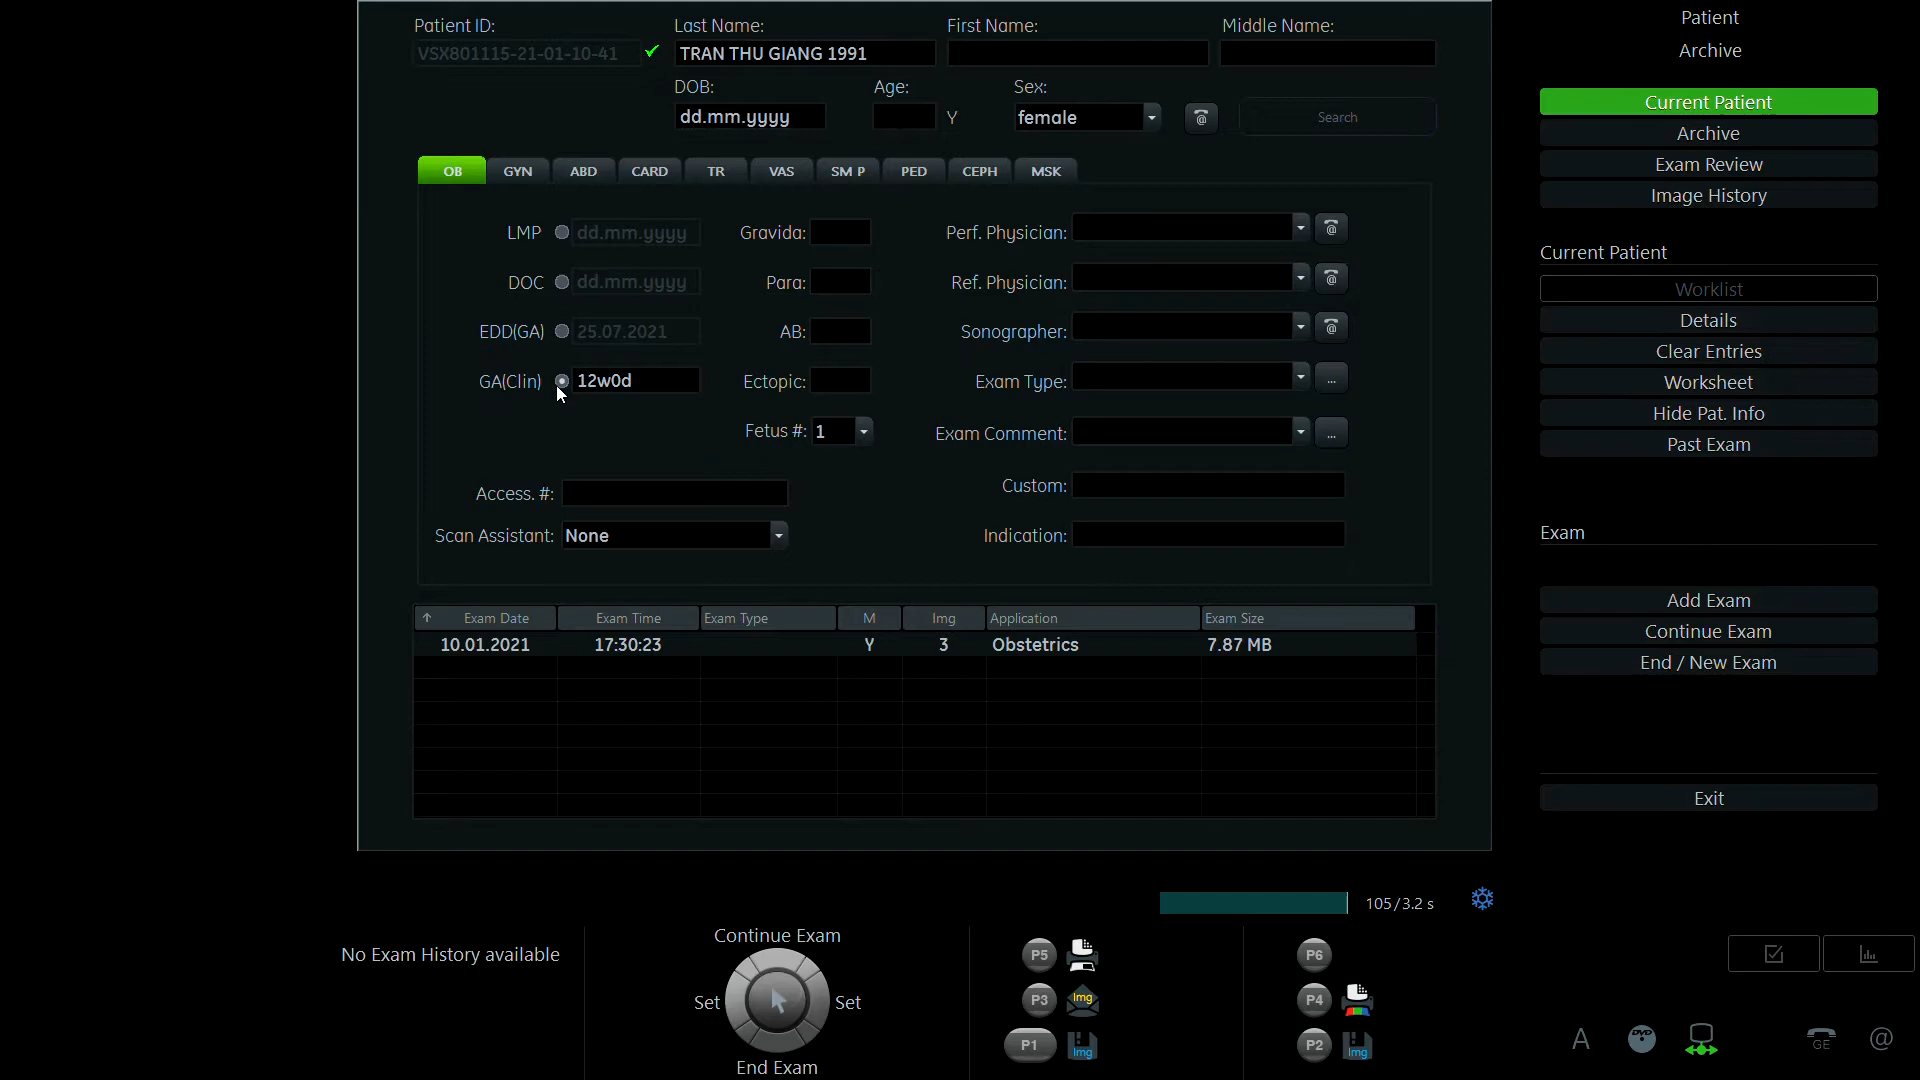 Patient ID: Last Name: First Name: Middle Name:
VSX801115-21-01-10-41 TRAN THU GIANG 1991
DOB: Age: Sex:
dd.mm.yyyy Y female Search
OB GYN ABD CARD TR VAS SM P PED CEPH MSK
LMP dd.mm.yyyy Gravida: Perf. Physician: @
DOC dd.mm.yyyy Para: Ref. Physician: @
EDD(GA) 25.07.2021 AB: Sonographer: @
GA(Clin) 12w0d Ectopic: Exam Type: ...
Fetus #: 1 Exam Comment: ...
Access. #: Custom:
Scan Assistant: None Indication:
Exam Date Exam Time Exam Type M Img Application Exam Size
10.01.2021 17:30:23 Y 3 Obstetrics 7.87 MB
Patient
Archive
Current Patient
Archive
Exam Review
Image History
Current Patient
Worklist
Details
Clear Entries
Worksheet
Hide Pat. Info
Past Exam
Exam
Add Exam
Continue Exam
End / New Exam
Exit
105/3.2 s
No Exam History available
Continue Exam
Set Set
End Exam
P5
P3 Img
P1 Img
P6
P4
P2 Img
A DVD GE @